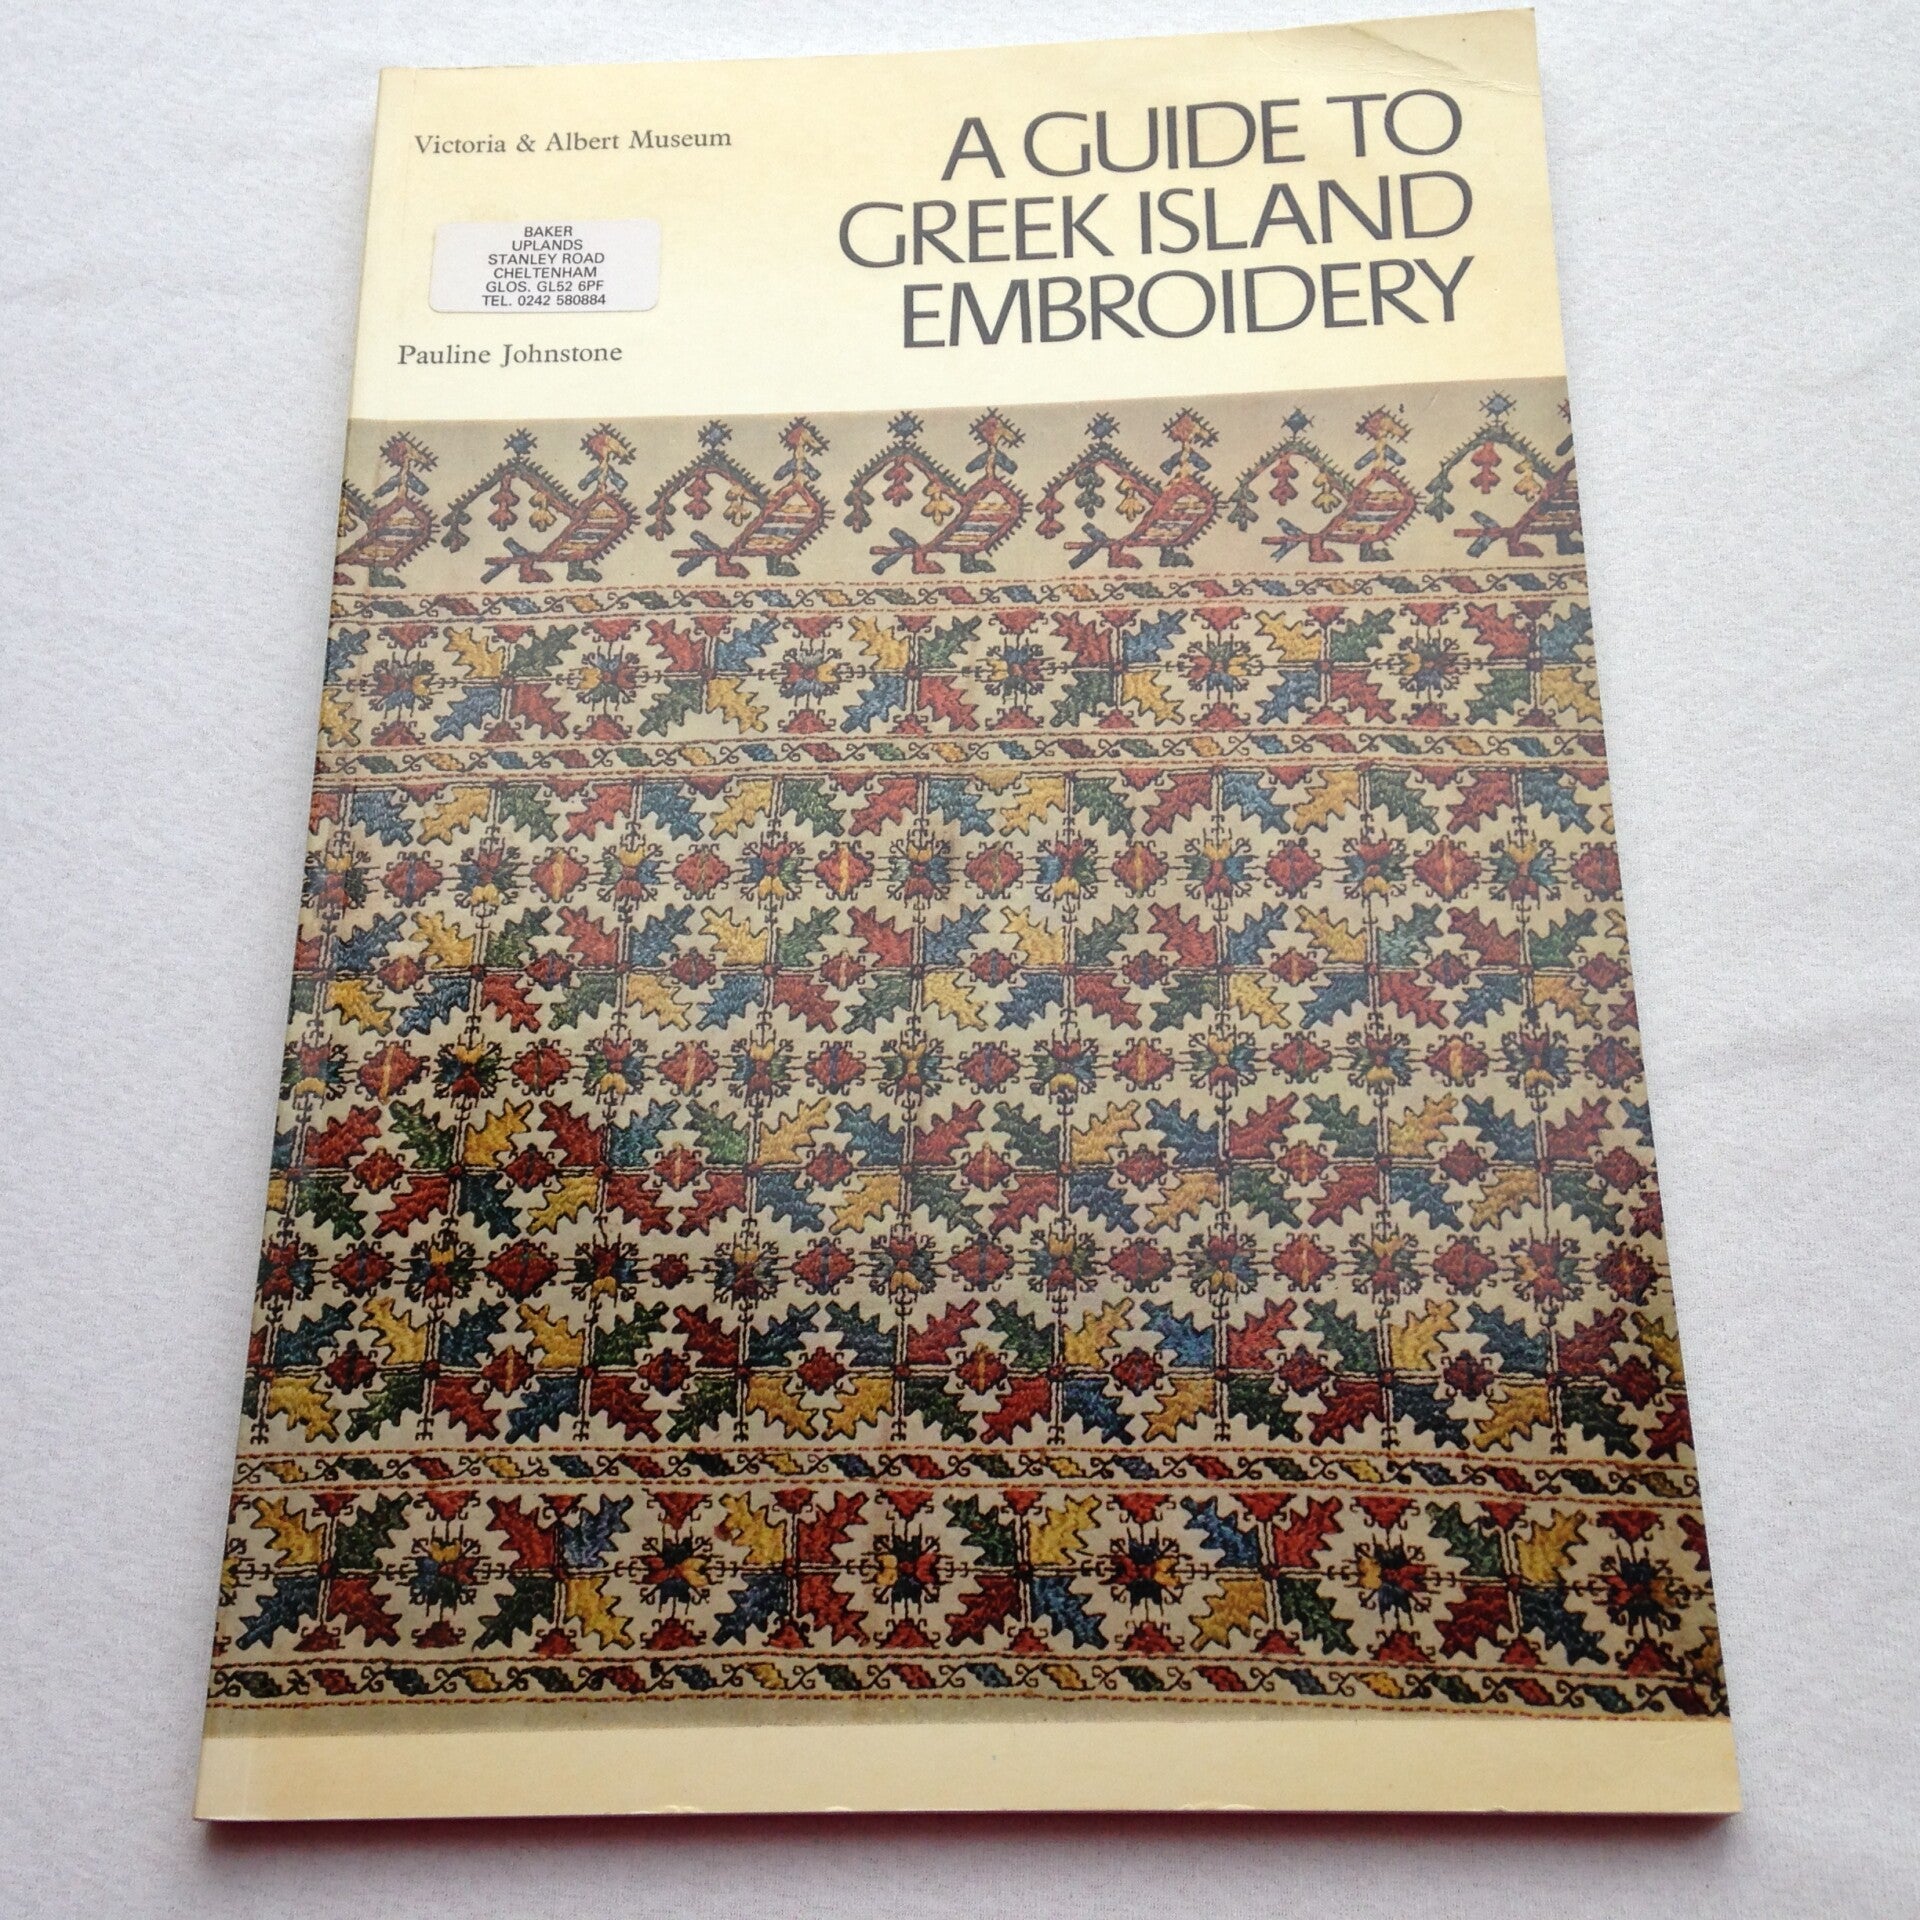 Victoria & Albert Museum
A GUIDE TO
GREEK ISLAND
EMBROIDERY
BAKER
UPLANDS
STANLEY ROAD
CHELTENHAM
GLOS. GL52 6PF
TEL. 0242 580884
Pauline Johnstone